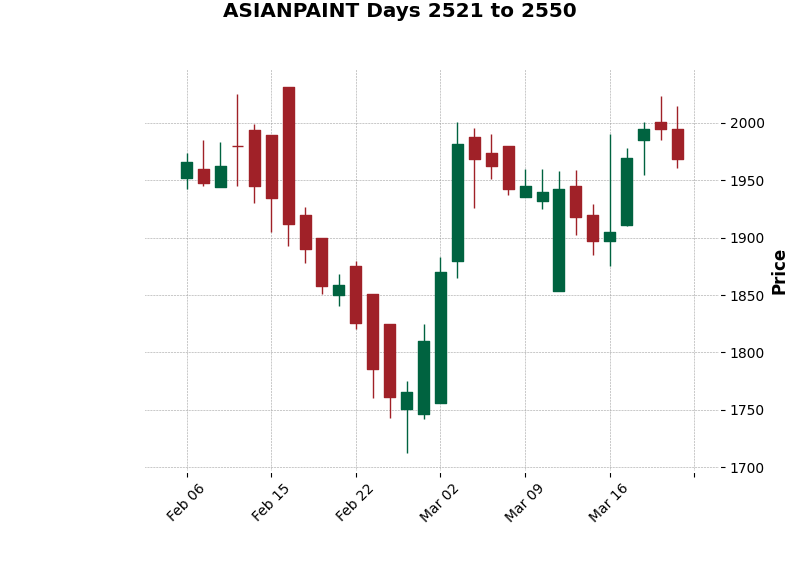 ASIANPAINT Days 2521 to 2550
2000
1950
1900
1850
1800
1750
1700
Price
Feb 06
Feb 15
Feb 22
Mar 02
Mar 09
Mar 16